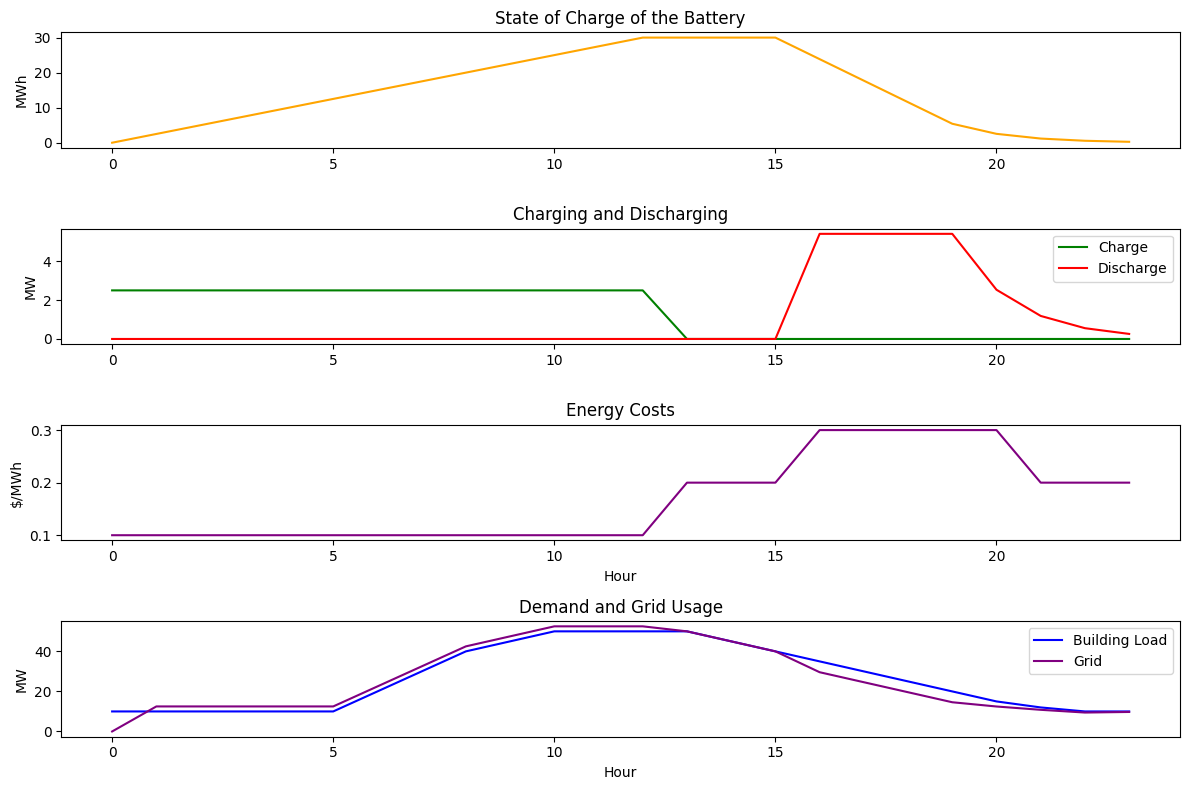 State of Charge of the Battery
MWh
30
20
10
0
0 5 10 15 20
Charging and Discharging
MW
4
2
0
Charge
Discharge
0 5 10 15 20
Energy Costs
$/MWh
0.3
0.2
0.1
0 5 10 15 20
Hour
Demand and Grid Usage
MW
40
20
0
Building Load
Grid
0 5 10 15 20
Hour